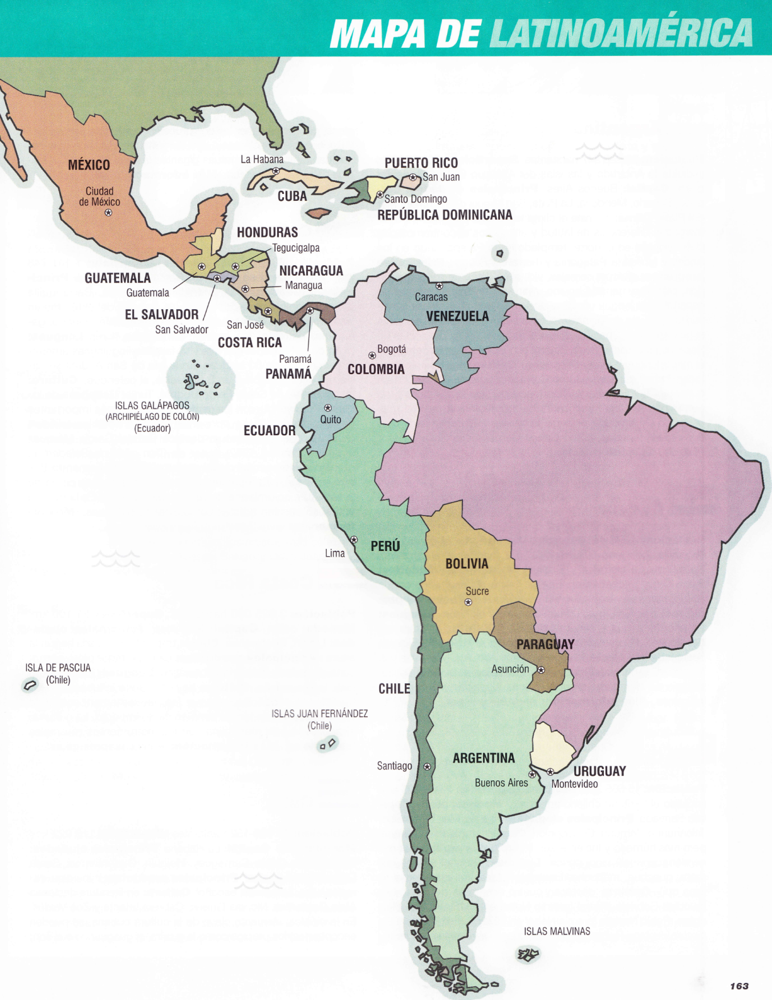 MAPA DE LATINOAMÉRICA
MÉXICO
Ciudad
de México
La Habana
CUBA
PUERTO RICO
San Juan
Santo Domingo
REPÚBLICA DOMINICANA
HONDURAS
Tegucigalpa
GUATEMALA
Guatemala
NICARAGUA
Managua
EL SALVADOR
San Salvador
San José
COSTA RICA
Panamá
PANAMÁ
Caracas
VENEZUELA
Bogotá
COLOMBIA
ISLAS GALÁPAGOS
(ARCHIPIÉLAGO DE COLÓN)
(Ecuador)
Quito
ECUADOR
PERÚ
Lima
BOLIVIA
Sucre
PARAGUAY
Asunción
ISLA DE PASCUA
(Chile)
CHILE
ISLAS JUAN FERNÁNDEZ
(Chile)
Santiago
ARGENTINA
Buenos Aires
URUGUAY
Montevideo
ISLAS MALVINAS
163